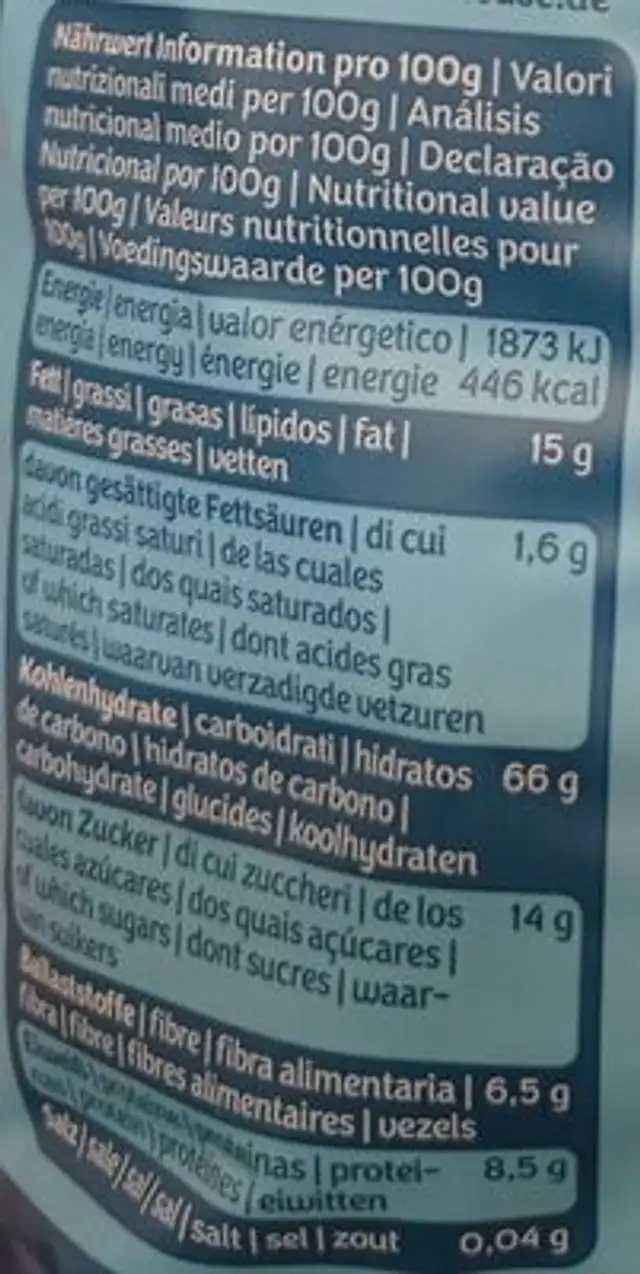 Nährwert Information pro 100g | Valori
nutrizionali medi per 100g | Análisis
nutricional medio por 100g | Declaração
Nutricional por 100g | Nutritional value
per 100g / Valeurs nutritionnelles pour
100g | Voedingswaarde per 100g
Energie | energia | valor enérgetico | 1873 kJ
energia | energy | énergie | energie 446 kcal
Fett | grassi | grasas | lípidos | fat | 15 g
matières grasses | vetten
davon gesättigte Fettsäuren | di cui 1,6 g
acidi grassi saturi | de las cuales
saturadas | dos quais saturados |
of which saturates | dont acides gras
saturés | waarvan verzadigde vetzuren
Kohlenhydrate | carboidrati | hidratos 66 g
de carbono | hidratos de carbono |
carbohydrate | glucides | koolhydraten
davon Zucker | di cui zuccheri | de los 14 g
cuales azúcares | dos quais açúcares |
of which sugars | dont sucres | waar-
van suikers
Ballaststoffe | fibre | fibra alimentaria | 6,5 g
fibra | fibre | fibres alimentaires | vezels
| protei- 8,5 g
protéines / eiwitten
Salz / sale / sal / sal / salt | sel | zout 0,04 g